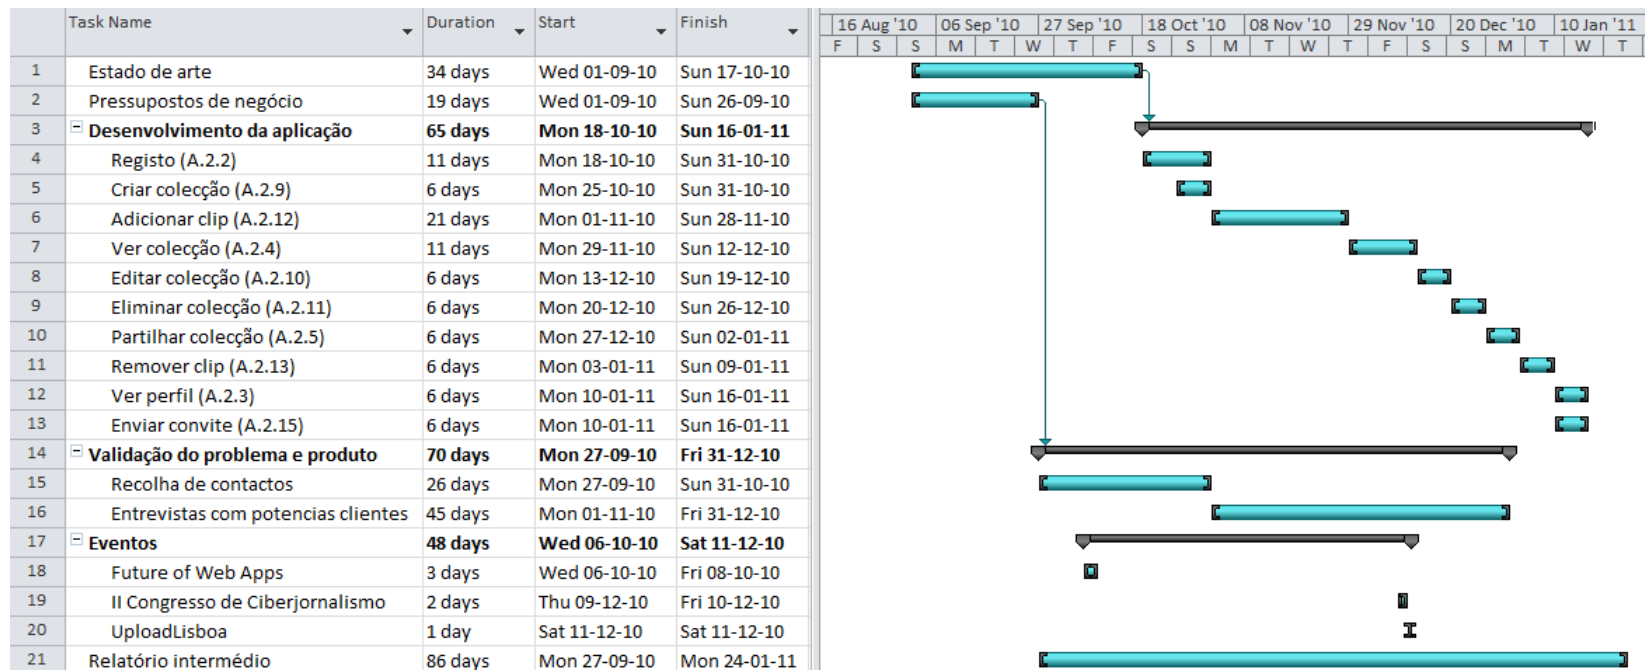 Task Name Duration Start Finish 16 Aug '10 06 Sep '10 27 Sep '10 18 Oct '10 08 Nov '10 29 Nov '10 20 Dec '10 10 Jan '11
F S S M T W T F S S M T W T F S S M T W T
1 Estado de arte 34 days Wed 01-09-10 Sun 17-10-10
2 Pressupostos de negócio 19 days Wed 01-09-10 Sun 26-09-10
3 Desenvolvimento da aplicação 65 days Mon 18-10-10 Sun 16-01-11
4 Registo (A.2.2) 11 days Mon 18-10-10 Sun 31-10-10
5 Criar colecção (A.2.9) 6 days Mon 25-10-10 Sun 31-10-10
6 Adicionar clip (A.2.12) 21 days Mon 01-11-10 Sun 28-11-10
7 Ver colecção (A.2.4) 11 days Mon 29-11-10 Sun 12-12-10
8 Editar colecção (A.2.10) 6 days Mon 13-12-10 Sun 19-12-10
9 Eliminar colecção (A.2.11) 6 days Mon 20-12-10 Sun 26-12-10
10 Partilhar colecção (A.2.5) 6 days Mon 27-12-10 Sun 02-01-11
11 Remover clip (A.2.13) 6 days Mon 03-01-11 Sun 09-01-11
12 Ver perfil (A.2.3) 6 days Mon 10-01-11 Sun 16-01-11
13 Enviar convite (A.2.15) 6 days Mon 10-01-11 Sun 16-01-11
14 Validação do problema e produto 70 days Mon 27-09-10 Fri 31-12-10
15 Recolha de contactos 26 days Mon 27-09-10 Sun 31-10-10
16 Entrevistas com potencias clientes 45 days Mon 01-11-10 Fri 31-12-10
17 Eventos 48 days Wed 06-10-10 Sat 11-12-10
18 Future of Web Apps 3 days Wed 06-10-10 Fri 08-10-10
19 II Congresso de Ciberjornalismo 2 days Thu 09-12-10 Fri 10-12-10
20 UploadLisboa 1 day Sat 11-12-10 Sat 11-12-10
21 Relatório intermédio 86 days Mon 27-09-10 Mon 24-01-11